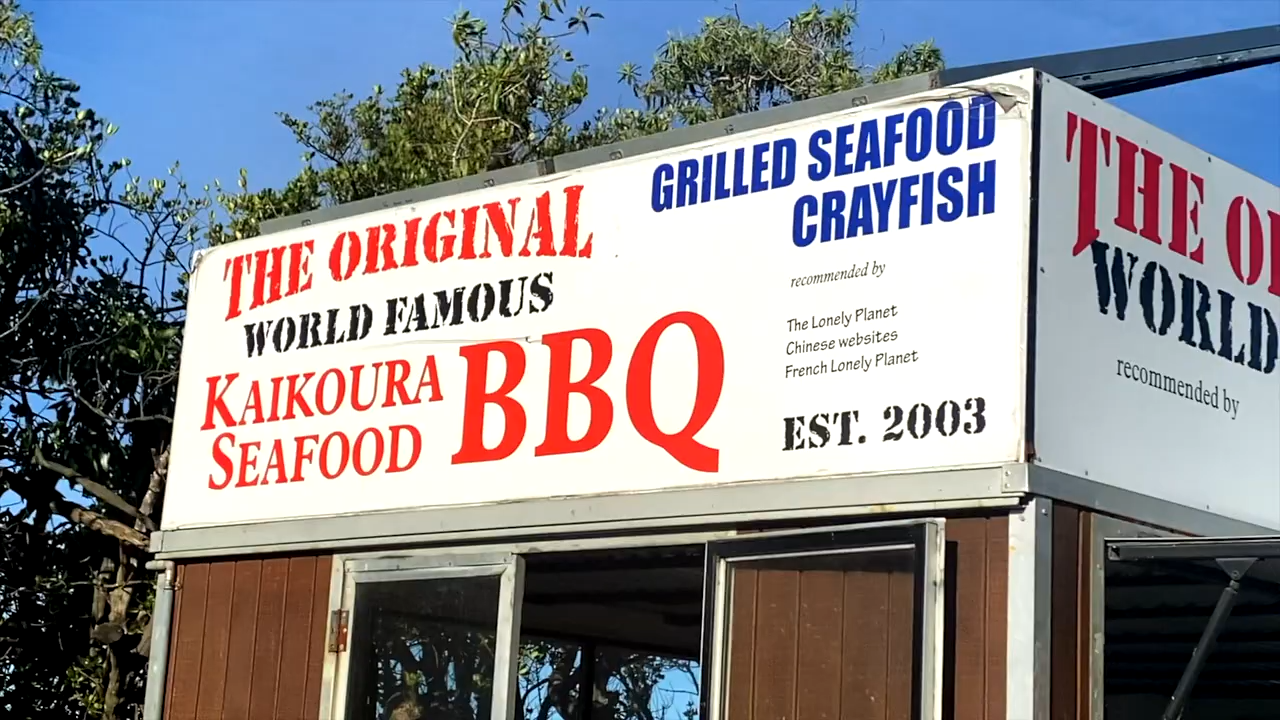 THE ORIGINAL
WORLD FAMOUS
KAIKOURA
SEAFOOD
BBQ
GRILLED SEAFOOD
CRAYFISH
recommended by
The Lonely Planet
Chinese websites
French Lonely Planet
EST. 2003
THE
WORLD
recommended by